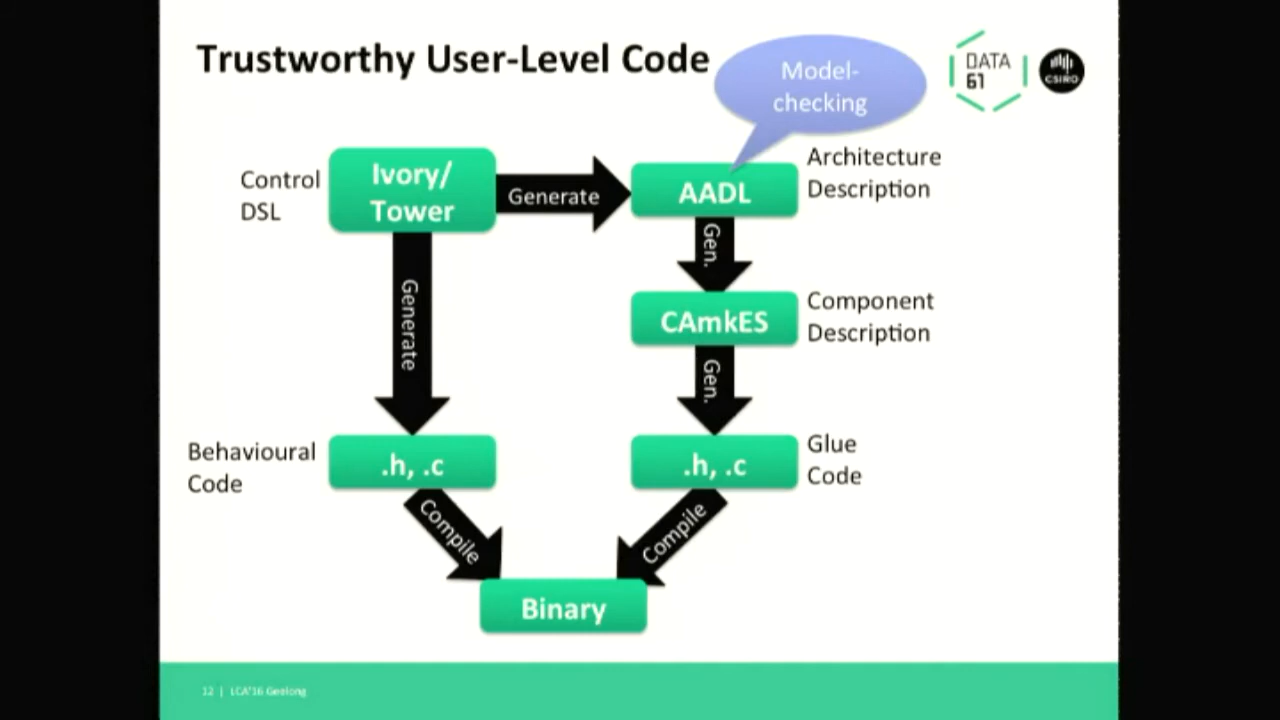 Trustworthy User-Level Code
Model-
checking
DATA
61
CSIRO
Control
DSL
Ivory/
Tower
Generate
AADL
Architecture
Description
Generate
Gen.
CAmkES
Component
Description
Gen.
Behavioural
Code
.h, .c
.h, .c
Glue
Code
Compile
Compile
Binary
12 | LCA'16 Geelong